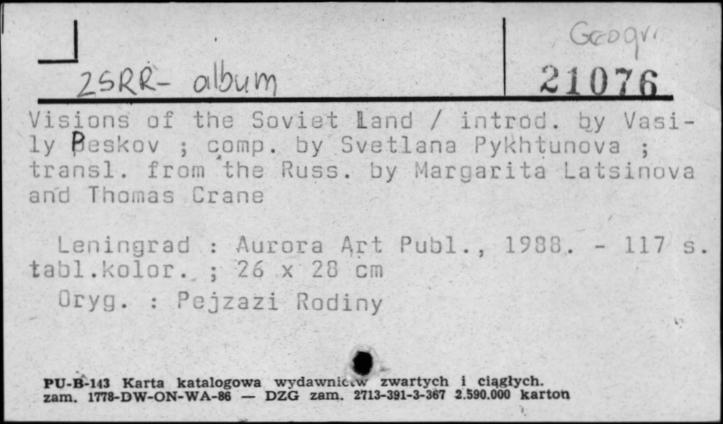 Geogr.
ZSRR- album
21076
Visions of the Soviet Land / introd. by Vasi-
ly Peskov ; comp. by Svetlana Pykhtunova ;
transl. from the Russ. by Margarita Latsinova
and Thomas Crane
Leningrad : Aurora Art Publ., 1988. - 117 s.
tabl.kolor. ; 26 x 28 cm
Oryg. : Pejzazi Rodiny
PU-B-143 Karta katalogowa wydawnictw zwartych i ciągłych.
zam. 1778-DW-ON-WA-86 — DZG zam. 2713-391-3-367 2.590.000 karton